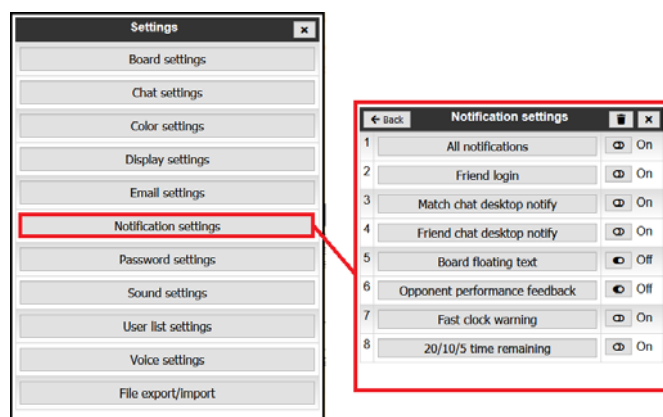 Settings
Board settings
Chat settings
Color settings
Display settings
Email settings
Notification settings
Password settings
Sound settings
User list settings
Voice settings
File export/import
Back Notification settings
1 All notifications On
2 Friend login On
3 Match chat desktop notify On
4 Friend chat desktop notify On
5 Board floating text Off
6 Opponent performance feedback Off
7 Fast clock warning On
8 20/10/5 time remaining On